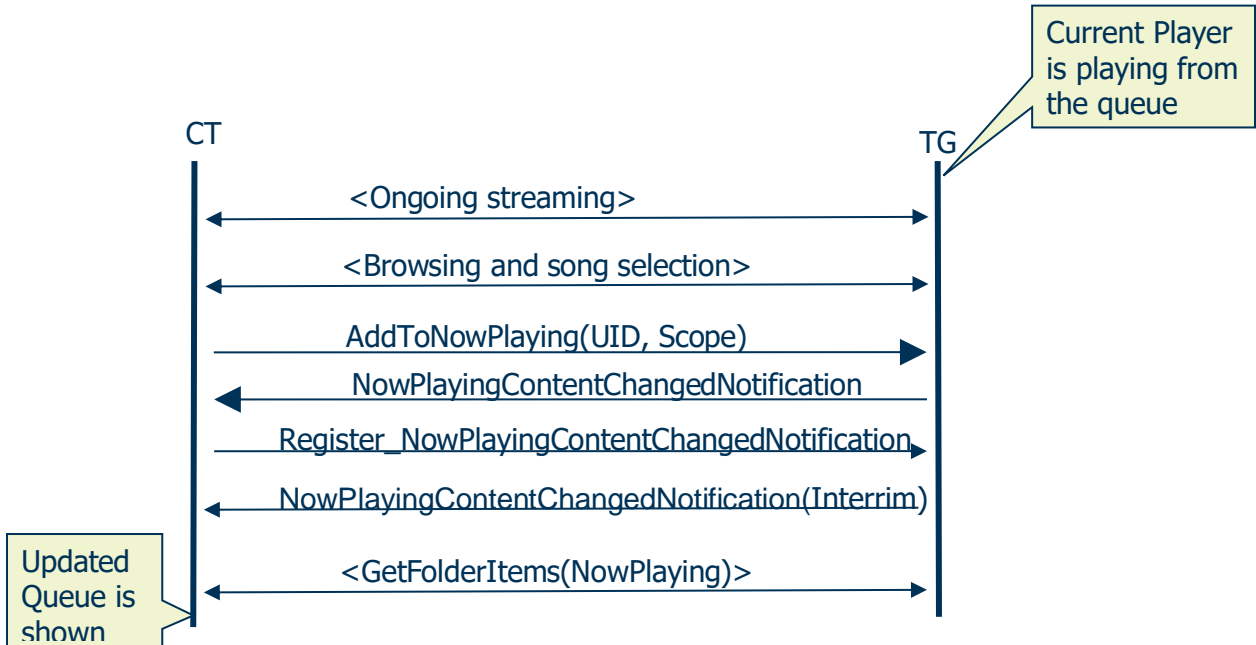 Current Player
is playing from
the queue
CT
TG
<Ongoing streaming>
<Browsing and song selection>
AddToNowPlaying(UID, Scope)
NowPlayingContentChangedNotification
Register_NowPlayingContentChangedNotification
NowPlayingContentChangedNotification(Interrim)
<GetFolderItems(NowPlaying)>
Updated
Queue is
shown